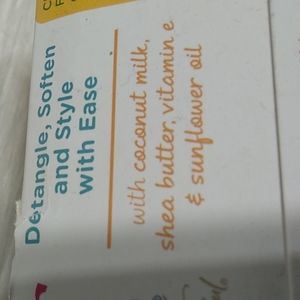 Detangle, Soften
and Style
with Ease
with coconut milk,
shea butter vitamin e
& sunflower oil